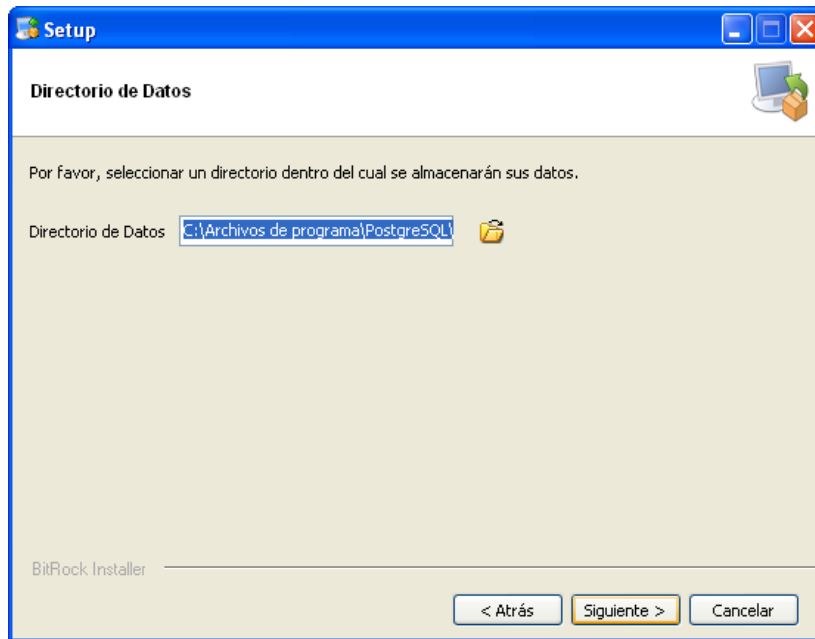 Setup
Directorio de Datos
Por favor, seleccionar un directorio dentro del cual se almacenarán sus datos.
Directorio de Datos C:\Archivos de programa\PostgreSQL\
BitRock Installer
< Atrás Siguiente > Cancelar